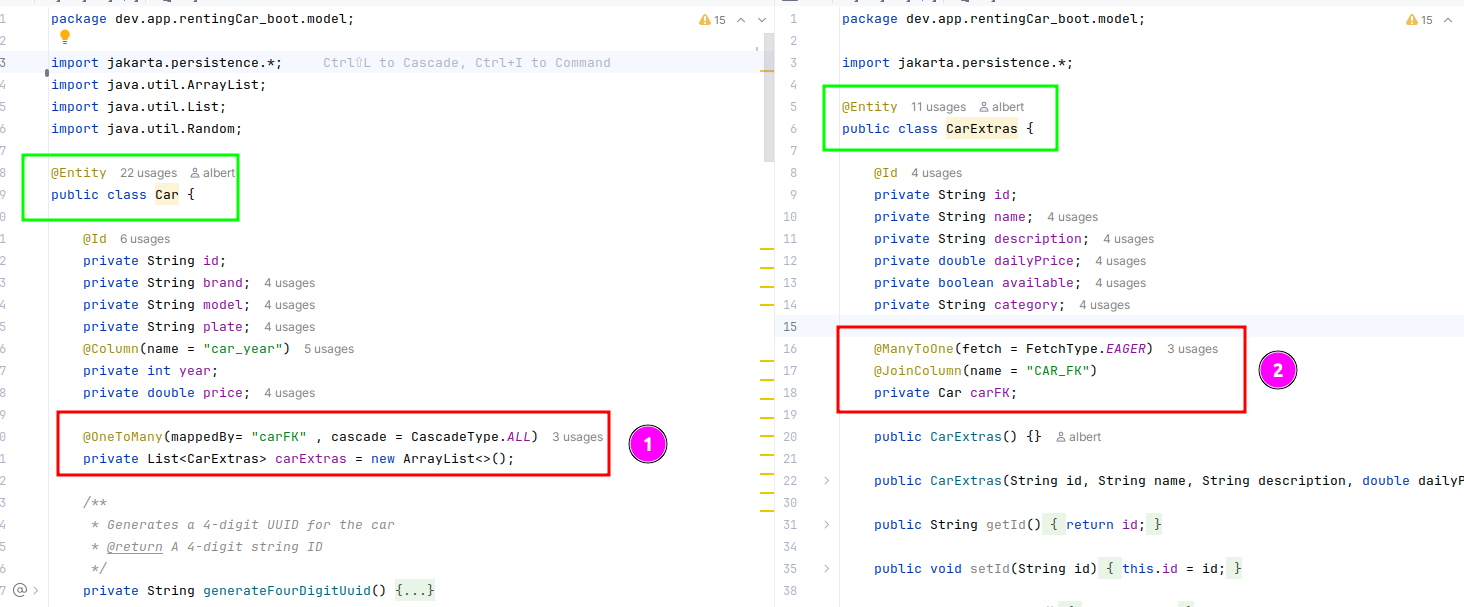 1 package dev.app.rentingCar_boot.model; 15
2
3 import jakarta.persistence.*; Ctrl⇧L to Cascade, Ctrl+I to Command
4 import java.util.ArrayList;
5 import java.util.List;
6 import java.util.Random;
7
8 @Entity 22 usages albert
9 public class Car {
0
1 @Id 6 usages
2 private String id;
3 private String brand; 4 usages
4 private String model; 4 usages
5 private String plate; 4 usages
6 @Column(name = "car_year") 5 usages
7 private int year;
8 private double price; 4 usages
9
0 @OneToMany(mappedBy= "carFK" , cascade = CascadeType.ALL) 3 usages
1 private List<CarExtras> carExtras = new ArrayList<>();
1
2
3 /**
4 * Generates a 4-digit UUID for the car
5 * @return A 4-digit string ID
6 */
7 @ private String generateFourDigitUuid() {...}
1 package dev.app.rentingCar_boot.model; 15
2
3 import jakarta.persistence.*;
4
5 @Entity 11 usages albert
6 public class CarExtras {
7
8 @Id 4 usages
9 private String id;
10 private String name; 4 usages
11 private String description; 4 usages
12 private double dailyPrice; 4 usages
13 private boolean available; 4 usages
14 private String category; 4 usages
15
16 @ManyToOne(fetch = FetchType.EAGER) 3 usages
17 @JoinColumn(name = "CAR_FK")
18 private Car carFK;
2
19
20 public CarExtras() {} albert
21
22 public CarExtras(String id, String name, String description, double dailyP
30
31 public String getId() { return id; }
34
35 public void setId(String id) { this.id = id; }
38